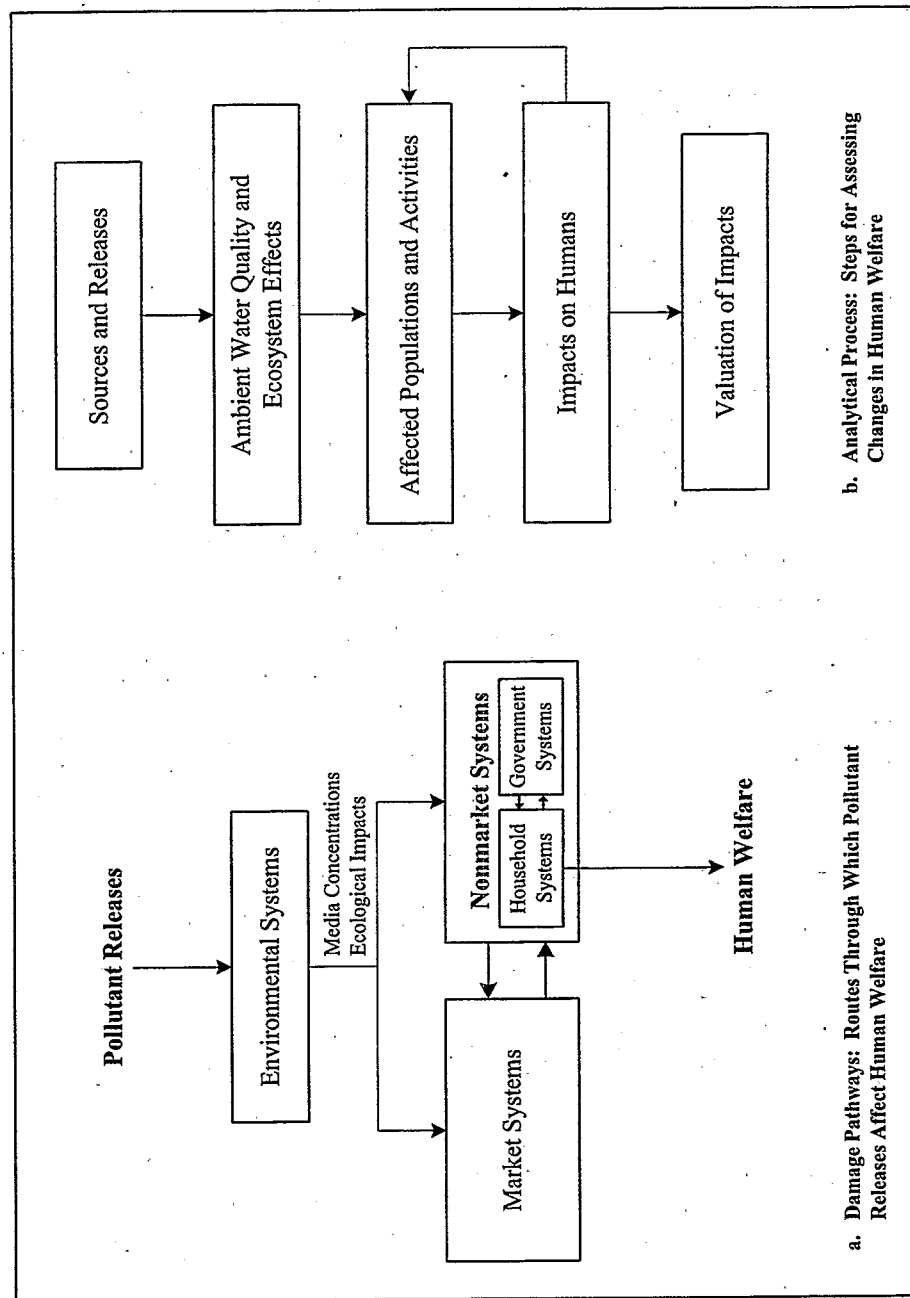 Pollutant Releases
Environmental Systems
Media Concentrations
Ecological Impacts
Market Systems
Nonmarket Systems
Household
Systems
Government
Systems
Human Welfare
a. Damage Pathways: Routes Through Which Pollutant
Releases Affect Human Welfare
Sources and Releases
Ambient Water Quality and
Ecosystem Effects
Affected Populations and Activities
Impacts on Humans
Valuation of Impacts
b. Analytical Process: Steps for Assessing
Changes in Human Welfare